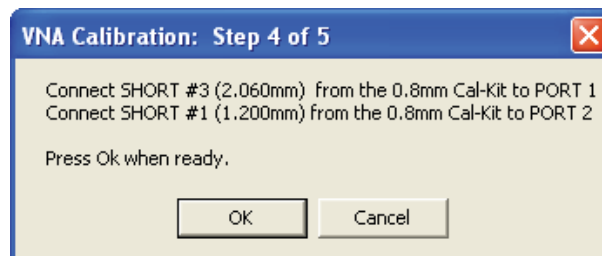 VNA Calibration: Step 4 of 5
Connect SHORT #3 (2.060mm) from the 0.8mm Cal-Kit to PORT 1
Connect SHORT #1 (1.200mm) from the 0.8mm Cal-Kit to PORT 2
Press Ok when ready.
OK
Cancel